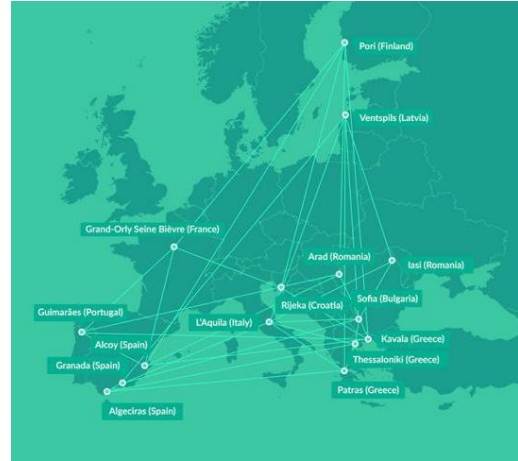 Pori (Finland)
Ventspils (Latvia)
Grand-Orly Seine Bièvre (France)
Arad (Romania)
Iasi (Romania)
Guimarães (Portugal)
L'Aquila (Italy)
Rijeka (Croatia)
Sofia (Bulgaria)
Alcoy (Spain)
Kavala (Greece)
Granada (Spain)
Thessaloniki (Greece)
Patras (Greece)
Algeciras (Spain)